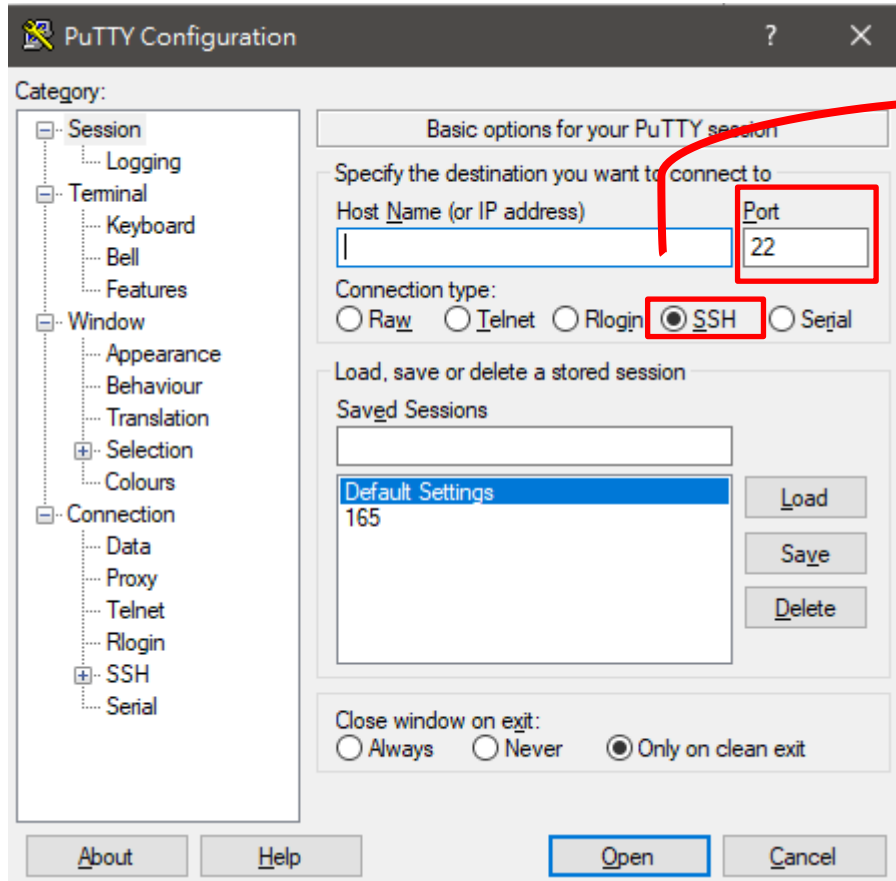 PuTTY Configuration
?
Category:
Session
Logging
Terminal
Keyboard
Bell
Features
Window
Appearance
Behaviour
Translation
Selection
Colours
Connection
Data
Proxy
Telnet
Rlogin
SSH
Serial
Basic options for your PuTTY session
Specify the destination you want to connect to
Host Name (or IP address) Port
22
Connection type:
Raw Telnet Rlogin SSH Serial
Load, save or delete a stored session
Saved Sessions
Default Settings
165
Load
Save
Delete
Close window on exit:
Always Never Only on clean exit
About Help Open Cancel